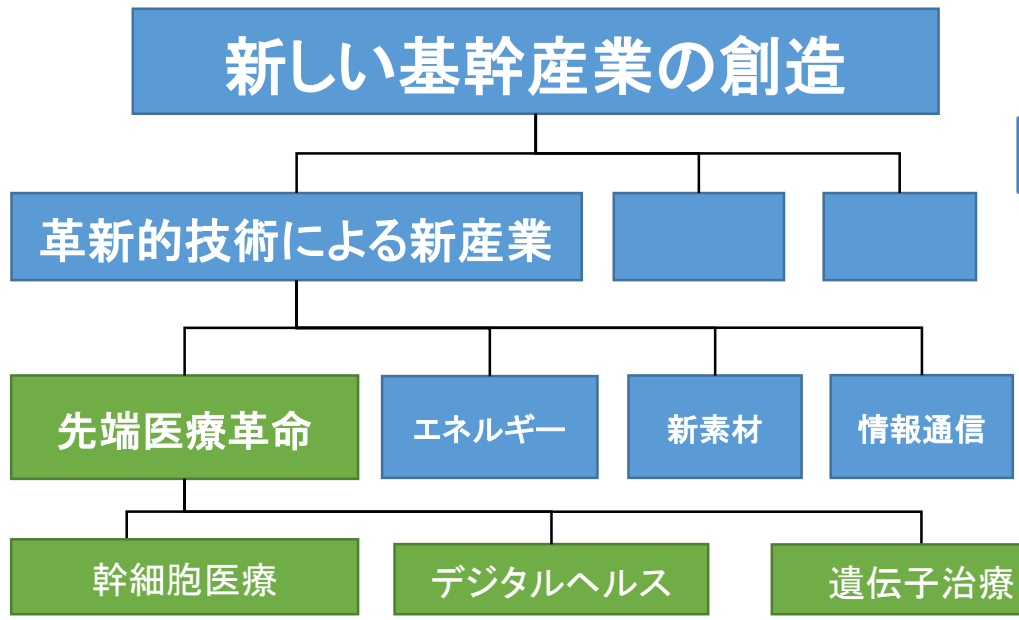 新しい基幹産業の創造
革新的技術による新産業
先端医療革命
エネルギー
新素材
情報通信
幹細胞医療
デジタルヘルス
遺伝子治療